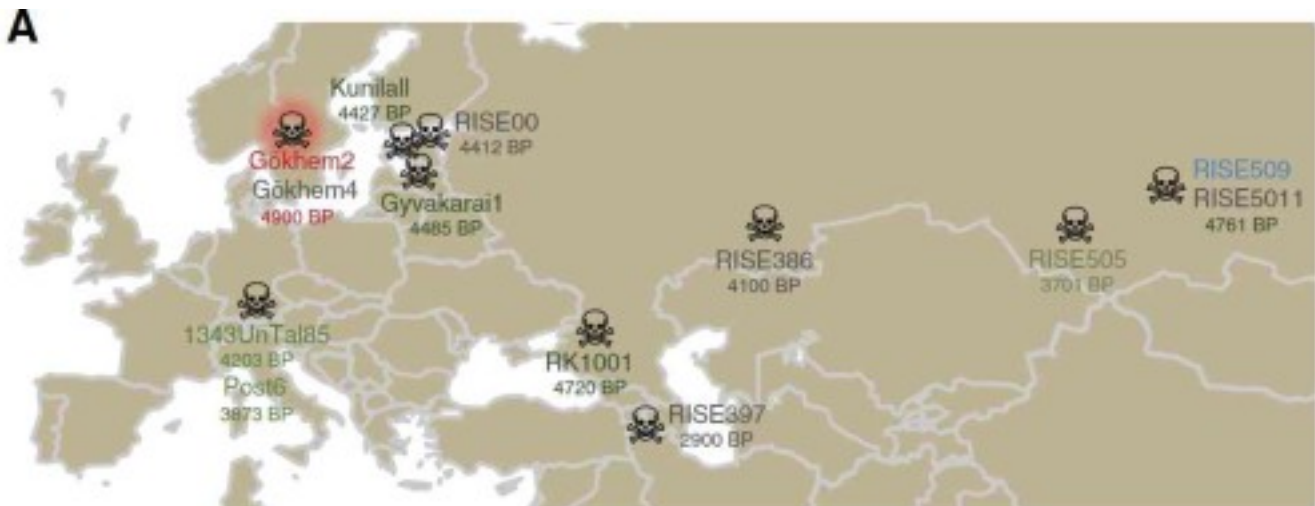 A
KunilaII
4427 BP
RISE00
4412 BP
Gökhem2
Gökhem4
4900 BP
Gyvakarai1
4485 BP
RISE509
RISE5011
4761 BP
RISE386
4100 BP
RISE505
3701 BP
1343UnTal85
4203 BP
Post6
3873 BP
RK1001
4720 BP
RISE397
2900 BP